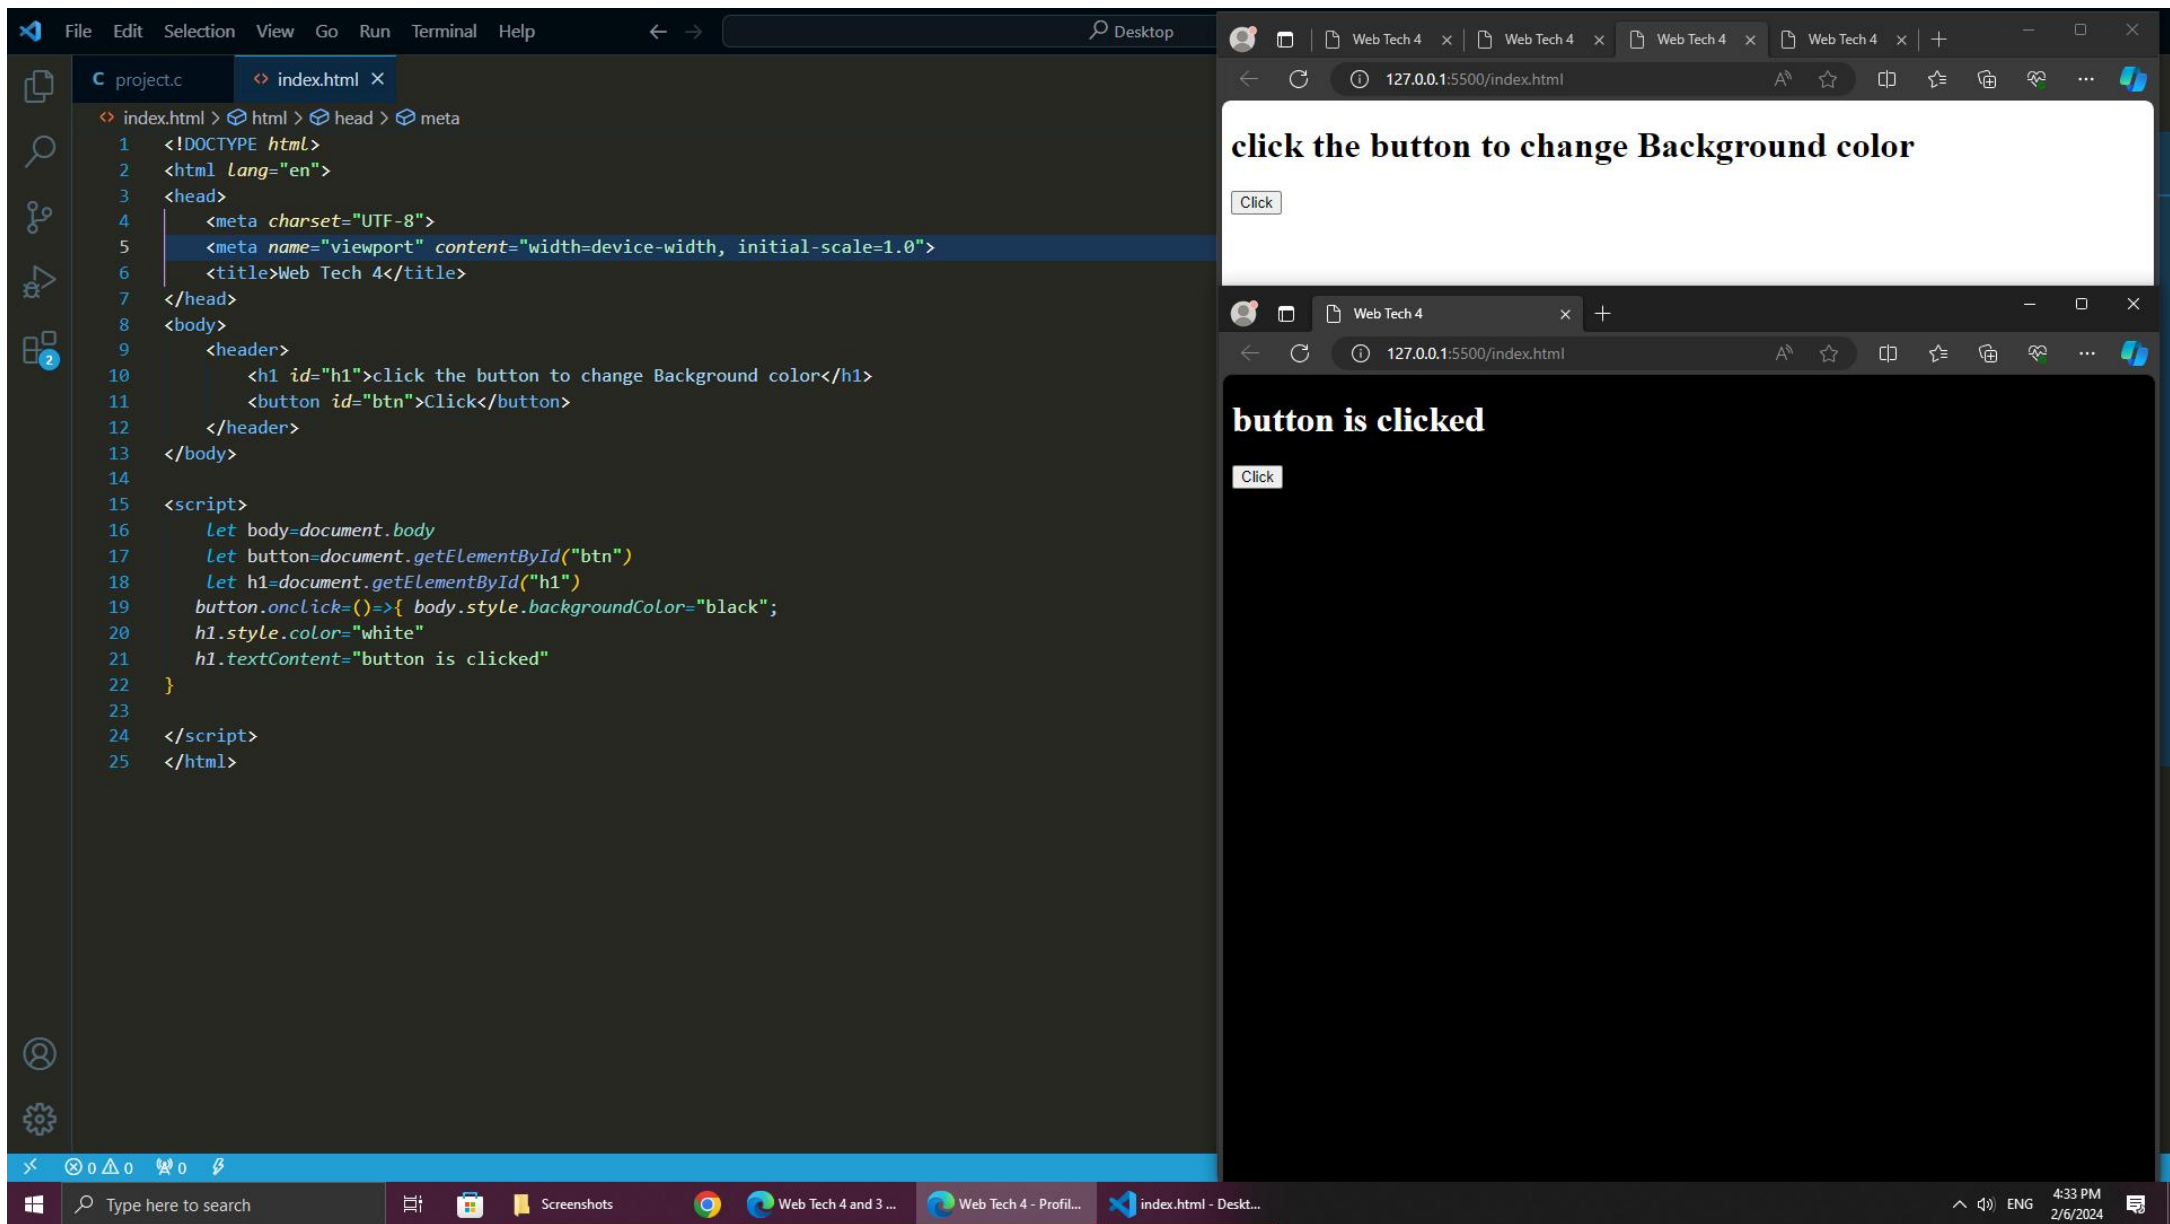 File Edit Selection View Go Run Terminal Help
Desktop
project.c
index.html
index.html > html > head > meta
1 <!DOCTYPE html>
2 <html lang="en">
3 <head>
4 <meta charset="UTF-8">
5 <meta name="viewport" content="width=device-width, initial-scale=1.0">
6 <title>Web Tech 4</title>
7 </head>
8 <body>
9 <header>
10 <h1 id="h1">click the button to change Background color</h1>
11 <button id="btn">Click</button>
12 </header>
13 </body>
14
15 <script>
16 let body=document.body
17 let button=document.getElementById("btn")
18 let h1=document.getElementById("h1")
19 button.onclick=()=>{ body.style.backgroundColor="black";
20 h1.style.color="white"
21 h1.textContent="button is clicked"
22 }
23
24 </script>
25 </html>
2
0 0 0
Web Tech 4 Web Tech 4 Web Tech 4 Web Tech 4
127.0.0.1:5500/index.html
click the button to change Background color
Click
Web Tech 4
127.0.0.1:5500/index.html
button is clicked
Click
Type here to search
Screenshots
Web Tech 4 and 3 ...
Web Tech 4 - Profil...
index.html - Deskt...
ENG
4:33 PM
2/6/2024